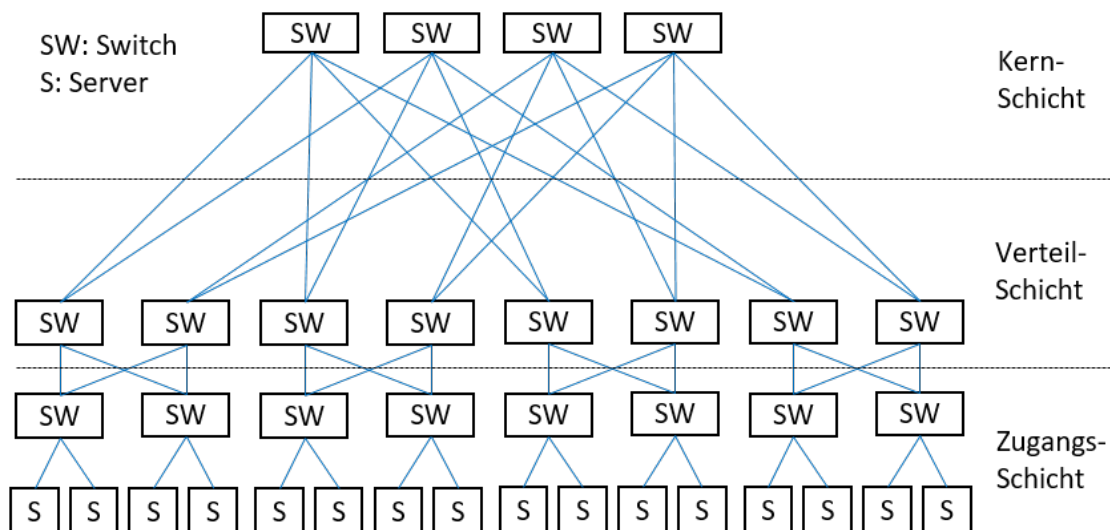 SW: Switch
S: Server
SW SW SW SW
Kern-
Schicht
Verteil-
Schicht
SW SW SW SW SW SW SW SW
SW SW SW SW SW SW SW SW
Zugangs-
Schicht
S S S S S S S S S S S S S S S S